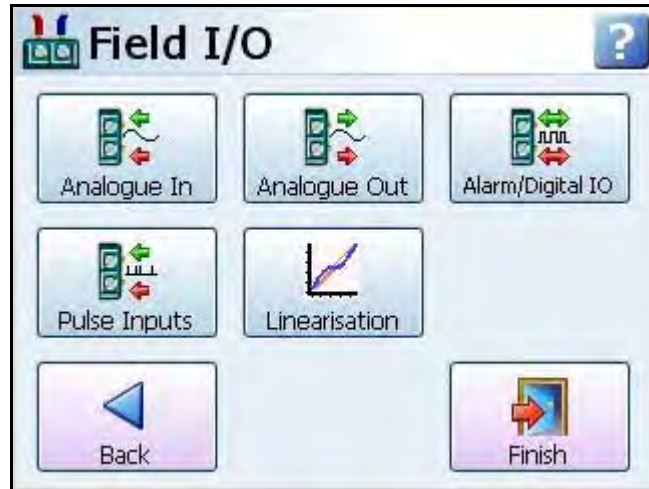 Field I/O
?
Analogue In
Analogue Out
Alarm/Digital IO
Pulse Inputs
Linearisation
Back
Finish